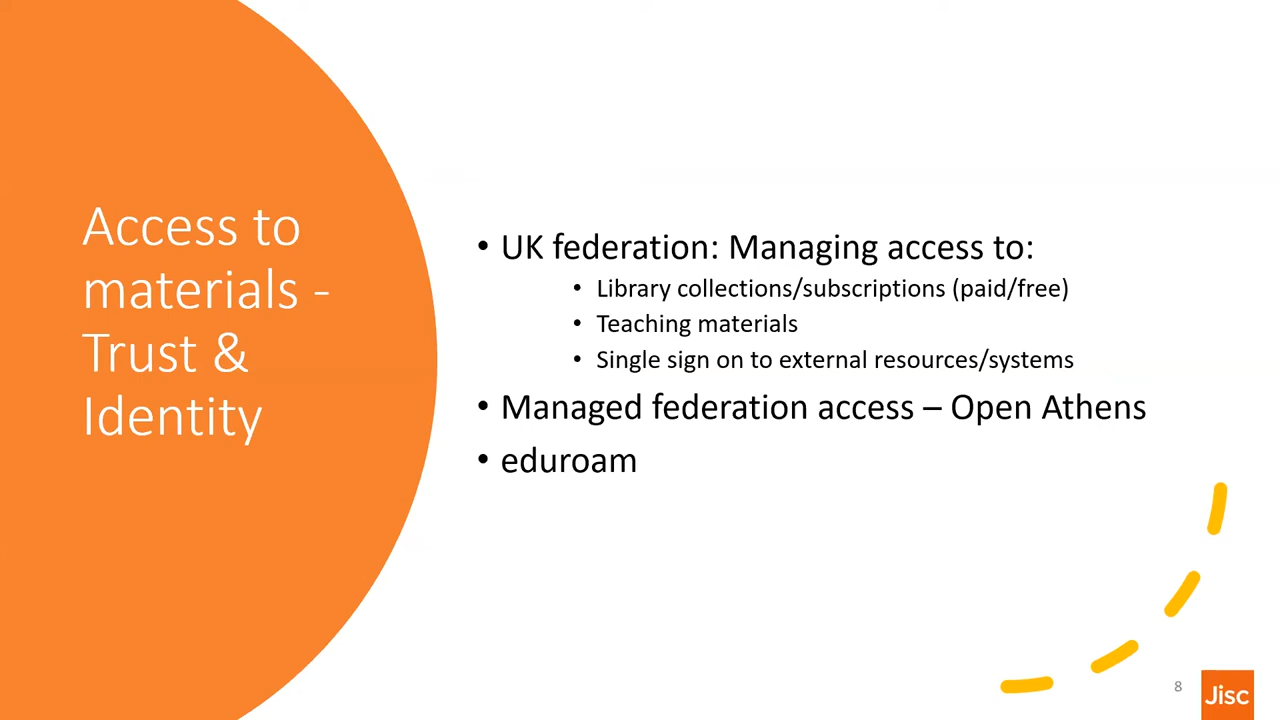 Access to
materials -
Trust &
Identity
• UK federation: Managing access to:
• Library collections/subscriptions (paid/free)
• Teaching materials
• Single sign on to external resources/systems
• Managed federation access – Open Athens
• eduroam
8
Jisc